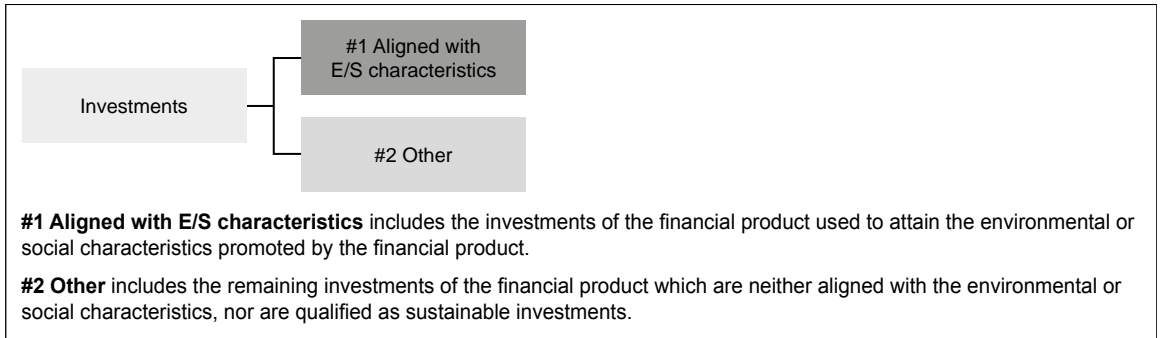 #1 Aligned with
E/S characteristics
Investments
#2 Other
#1 Aligned with E/S characteristics includes the investments of the financial product used to attain the environmental or
social characteristics promoted by the financial product.
#2 Other includes the remaining investments of the financial product which are neither aligned with the environmental or
social characteristics, nor are qualified as sustainable investments.